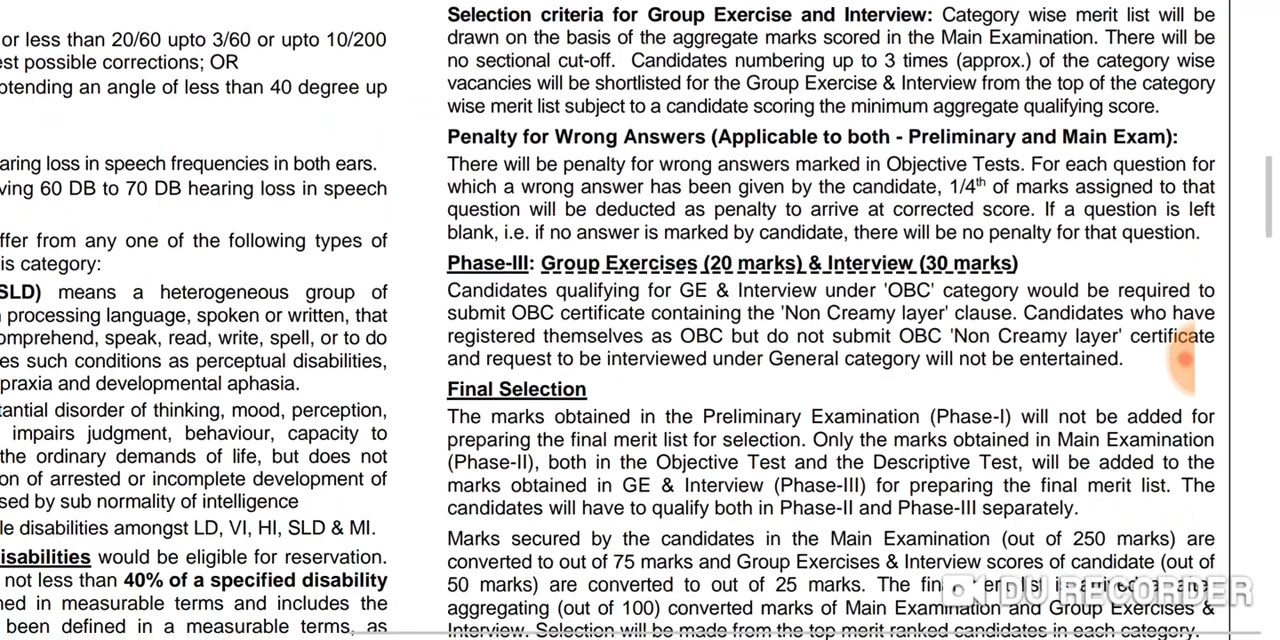 or less than 20/60 upto 3/60 or upto 10/200
est possible corrections; OR
btending an angle of less than 40 degree up
aring loss in speech frequencies in both ears.
ving 60 DB to 70 DB hearing loss in speech
ffer from any one of the following types of
is category:
SLD) means a heterogeneous group of
processing language, spoken or written, that
omprehend, speak, read, write, spell, or to do
es such conditions as perceptual disabilities,
praxia and developmental aphasia.
tantial disorder of thinking, mood, perception,
impairs judgment, behaviour, capacity to
the ordinary demands of life, but does not
on of arrested or incomplete development of
sed by sub normality of intelligence
le disabilities amongst LD, VI, HI, SLD & MI.
isabilities would be eligible for reservation.
not less than 40% of a specified disability
ned in measurable terms and includes the
been defined in a measurable terms, as
Selection criteria for Group Exercise and Interview: Category wise merit list will be
drawn on the basis of the aggregate marks scored in the Main Examination. There will be
no sectional cut-off. Candidates numbering up to 3 times (approx.) of the category wise
vacancies will be shortlisted for the Group Exercise & Interview from the top of the category
wise merit list subject to a candidate scoring the minimum aggregate qualifying score.
Penalty for Wrong Answers (Applicable to both - Preliminary and Main Exam):
There will be penalty for wrong answers marked in Objective Tests. For each question for
which a wrong answer has been given by the candidate, 1/4th of marks assigned to that
question will be deducted as penalty to arrive at corrected score. If a question is left
blank, i.e. if no answer is marked by candidate, there will be no penalty for that question.
Phase-III: Group Exercises (20 marks) & Interview (30 marks)
Candidates qualifying for GE & Interview under 'OBC' category would be required to
submit OBC certificate containing the 'Non Creamy layer' clause. Candidates who have
registered themselves as OBC but do not submit OBC 'Non Creamy layer' certificate
and request to be interviewed under General category will not be entertained.
Final Selection
The marks obtained in the Preliminary Examination (Phase-I) will not be added for
preparing the final merit list for selection. Only the marks obtained in Main Examination
(Phase-II), both in the Objective Test and the Descriptive Test, will be added to the
marks obtained in GE & Interview (Phase-III) for preparing the final merit list. The
candidates will have to qualify both in Phase-II and Phase-III separately.
Marks secured by the candidates in the Main Examination (out of 250 marks) are
converted to out of 75 marks and Group Exercises & Interview scores of candidate (out of
50 marks) are converted to out of 25 marks. The
aggregating (out of 100) converted marks of Main Examination and Group Exercises &
Interview. Selection will be made from the top merit ranked candidates in each category.
DU RECORDER